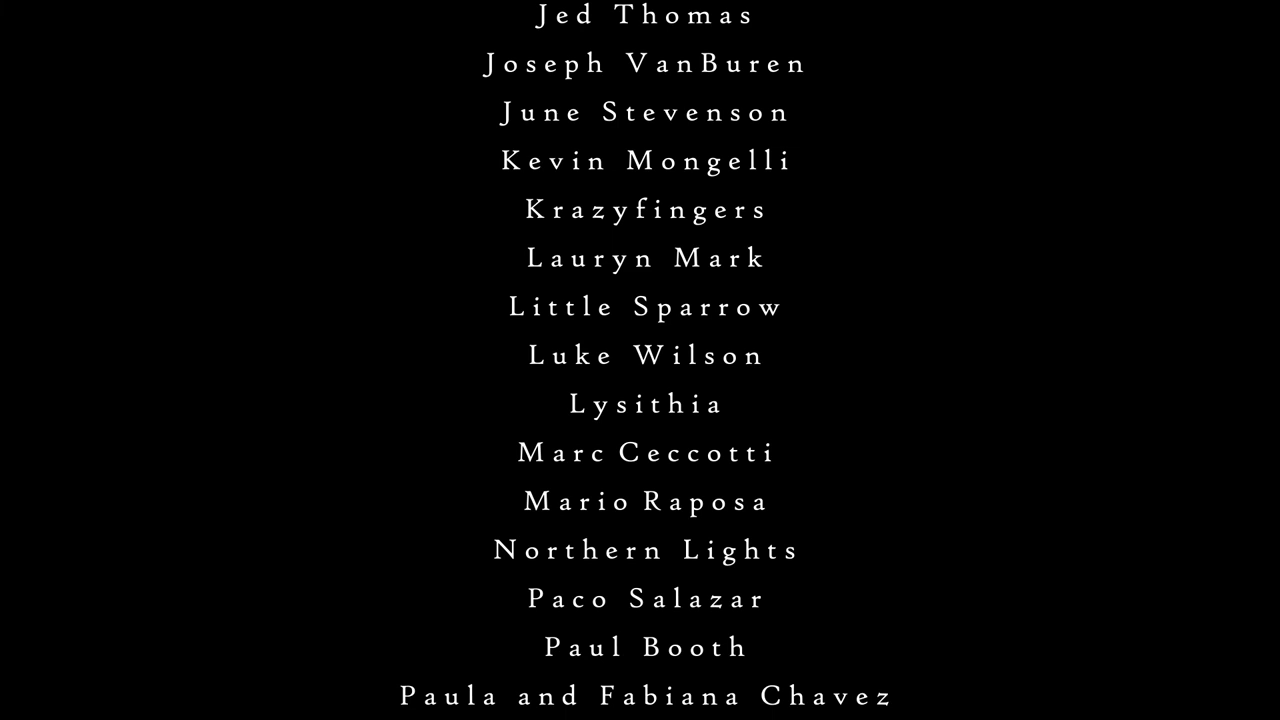 Jed Thomas
Joseph VanBuren
June Stevenson
Kevin Mongelli
Krazyfingers
Lauryn Mark
Little Sparrow
Luke Wilson
Lysithia
Marc Ceccotti
Mario Raposa
Northern Lights
Paco Salazar
Paul Booth
Paula and Fabiana Chavez